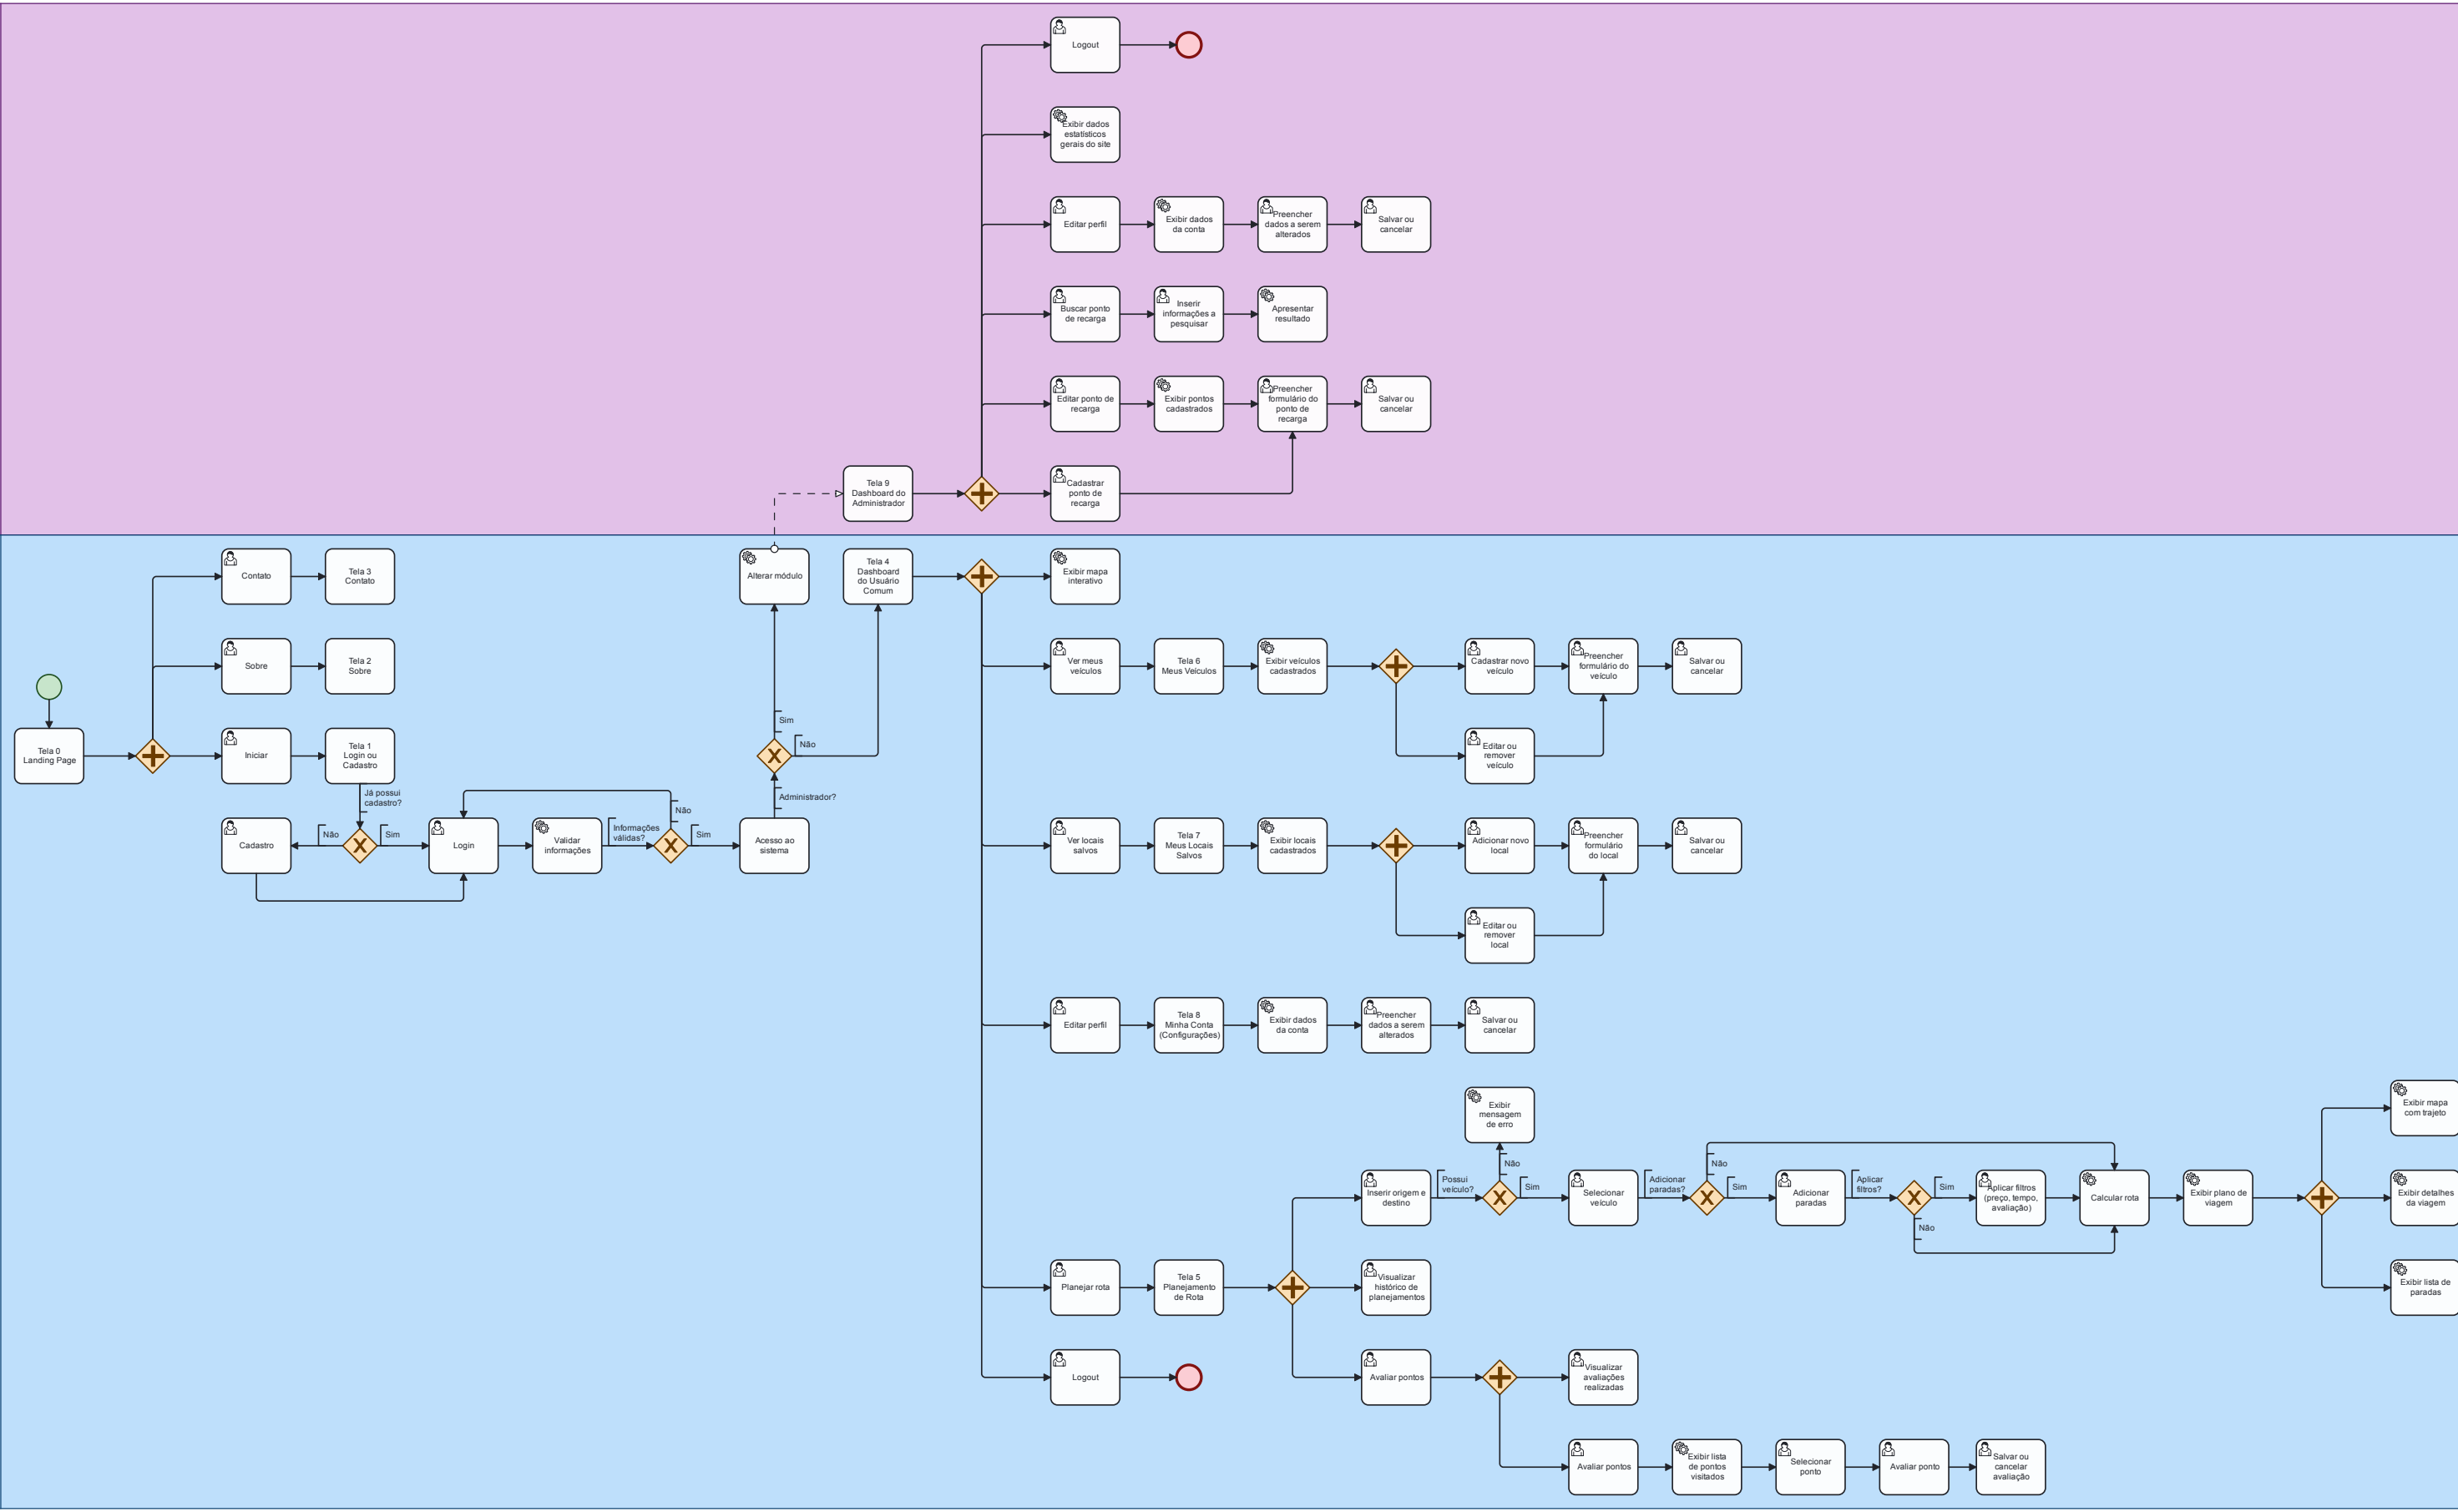 Logout
Exibir dados
estatísticos
gerais do site
Editar perfil
Exibir dados
da conta
Preencher
dados a serem
alterados
Salvar ou
cancelar
Buscar ponto
de recarga
Inserir
informações a
pesquisar
Apresentar
resultado
Editar ponto de
recarga
Exibir pontos
cadastrados
Preencher
formulário do
ponto de
recarga
Salvar ou
cancelar
Tela 9
Dashboard do
Administrador
Cadastrar
ponto de
recarga
Contato
Tela 3
Contato
Alterar módulo
Tela 4
Dashboard
do Usuário
Comum
Exibir mapa
interativo
Sobre
Tela 2
Sobre
Ver meus
veículos
Tela 6
Meus Veículos
Exibir veículos
cadastrados
Cadastrar novo
veículo
Preencher
formulário do
veículo
Salvar ou
cancelar
Sim
Não
Tela 0
Landing Page
Iniciar
Tela 1
Login ou
Cadastro
Editar ou
remover
veículo
Já possui
cadastro?
Administrador?
Não
Cadastro
Não
Sim
Login
Validar
informações
Informações
válidas?
Sim
Acesso ao
sistema
Ver locais
salvos
Tela 7
Meus Locais
Salvos
Exibir locais
cadastrados
Adicionar novo
local
Preencher
formulário
do local
Salvar ou
cancelar
Editar ou
remover
local
Editar perfil
Tela 8
Minha Conta
(Configurações)
Exibir dados
da conta
Preencher
dados a serem
alterados
Salvar ou
cancelar
Exibir
mensagem
de erro
Exibir mapa
com trajeto
Não
Não
Inserir origem e
destino
Possui
veículo?
Sim
Selecionar
veículo
Adicionar
paradas?
Sim
Adicionar
paradas
Aplicar
filtros?
Sim
Aplicar filtros
(preço, tempo,
avaliação)
Calcular rota
Exibir plano de
viagem
Exibir detalhes
da viagem
Não
Planejar rota
Tela 5
Planejamento
de Rota
Visualizar
histórico de
planejamentos
Exibir lista de
paradas
Logout
Avaliar pontos
Visualizar
avaliações
realizadas
Avaliar pontos
Exibir lista
de pontos
visitados
Selecionar
ponto
Avaliar ponto
Salvar ou
cancelar
avaliação